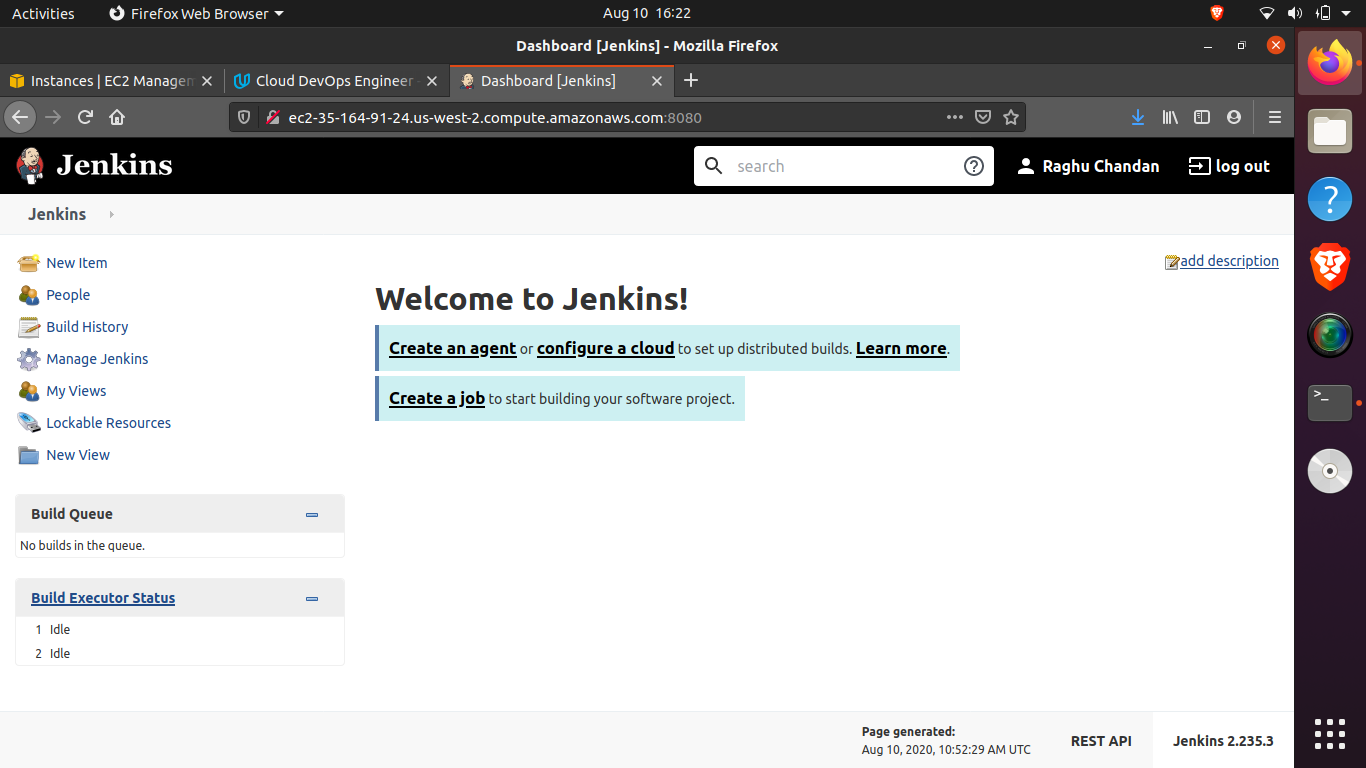 Activities Firefox Web Browser Aug 10 16:22
Dashboard [Jenkins] - Mozilla Firefox
Instances | EC2 Managem Cloud DevOps Engineer Dashboard [Jenkins]
ec2-35-164-91-24.us-west-2.compute.amazonaws.com:8080
Jenkins search Raghu Chandan log out
Jenkins
add description
New Item
People
Build History
Manage Jenkins
My Views
Lockable Resources
New View
Welcome to Jenkins!
Create an agent or configure a cloud to set up distributed builds. Learn more.
Create a job to start building your software project.
Build Queue
No builds in the queue.
Build Executor Status
1 Idle
2 Idle
Page generated:
Aug 10, 2020, 10:52:29 AM UTC
REST API
Jenkins 2.235.3